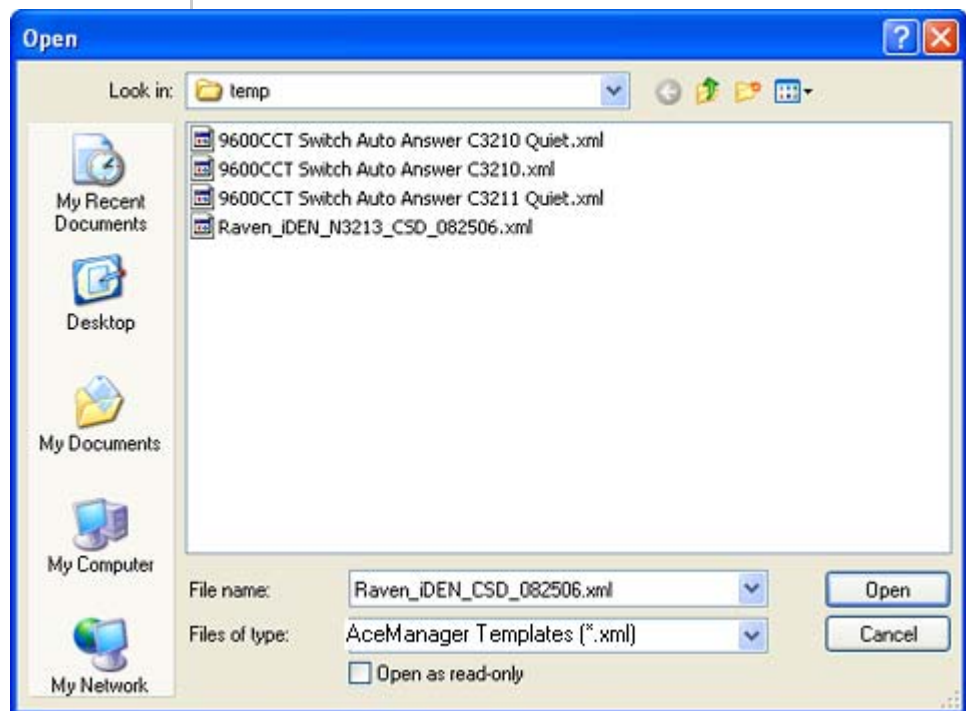 Open
Look in:
temp
My Recent
Documents
Desktop
My Documents
My Computer
My Network
9600CCT Switch Auto Answer C3210 Quiet.xml
9600CCT Switch Auto Answer C3210.xml
9600CCT Switch Auto Answer C3211 Quiet.xml
Raven_iDEN_N3213_CSD_082506.xml
File name:
Raven_iDEN_CSD_082506.xml
Open
Files of type:
AceManager Templates (*.xml)
Cancel
Open as read-only